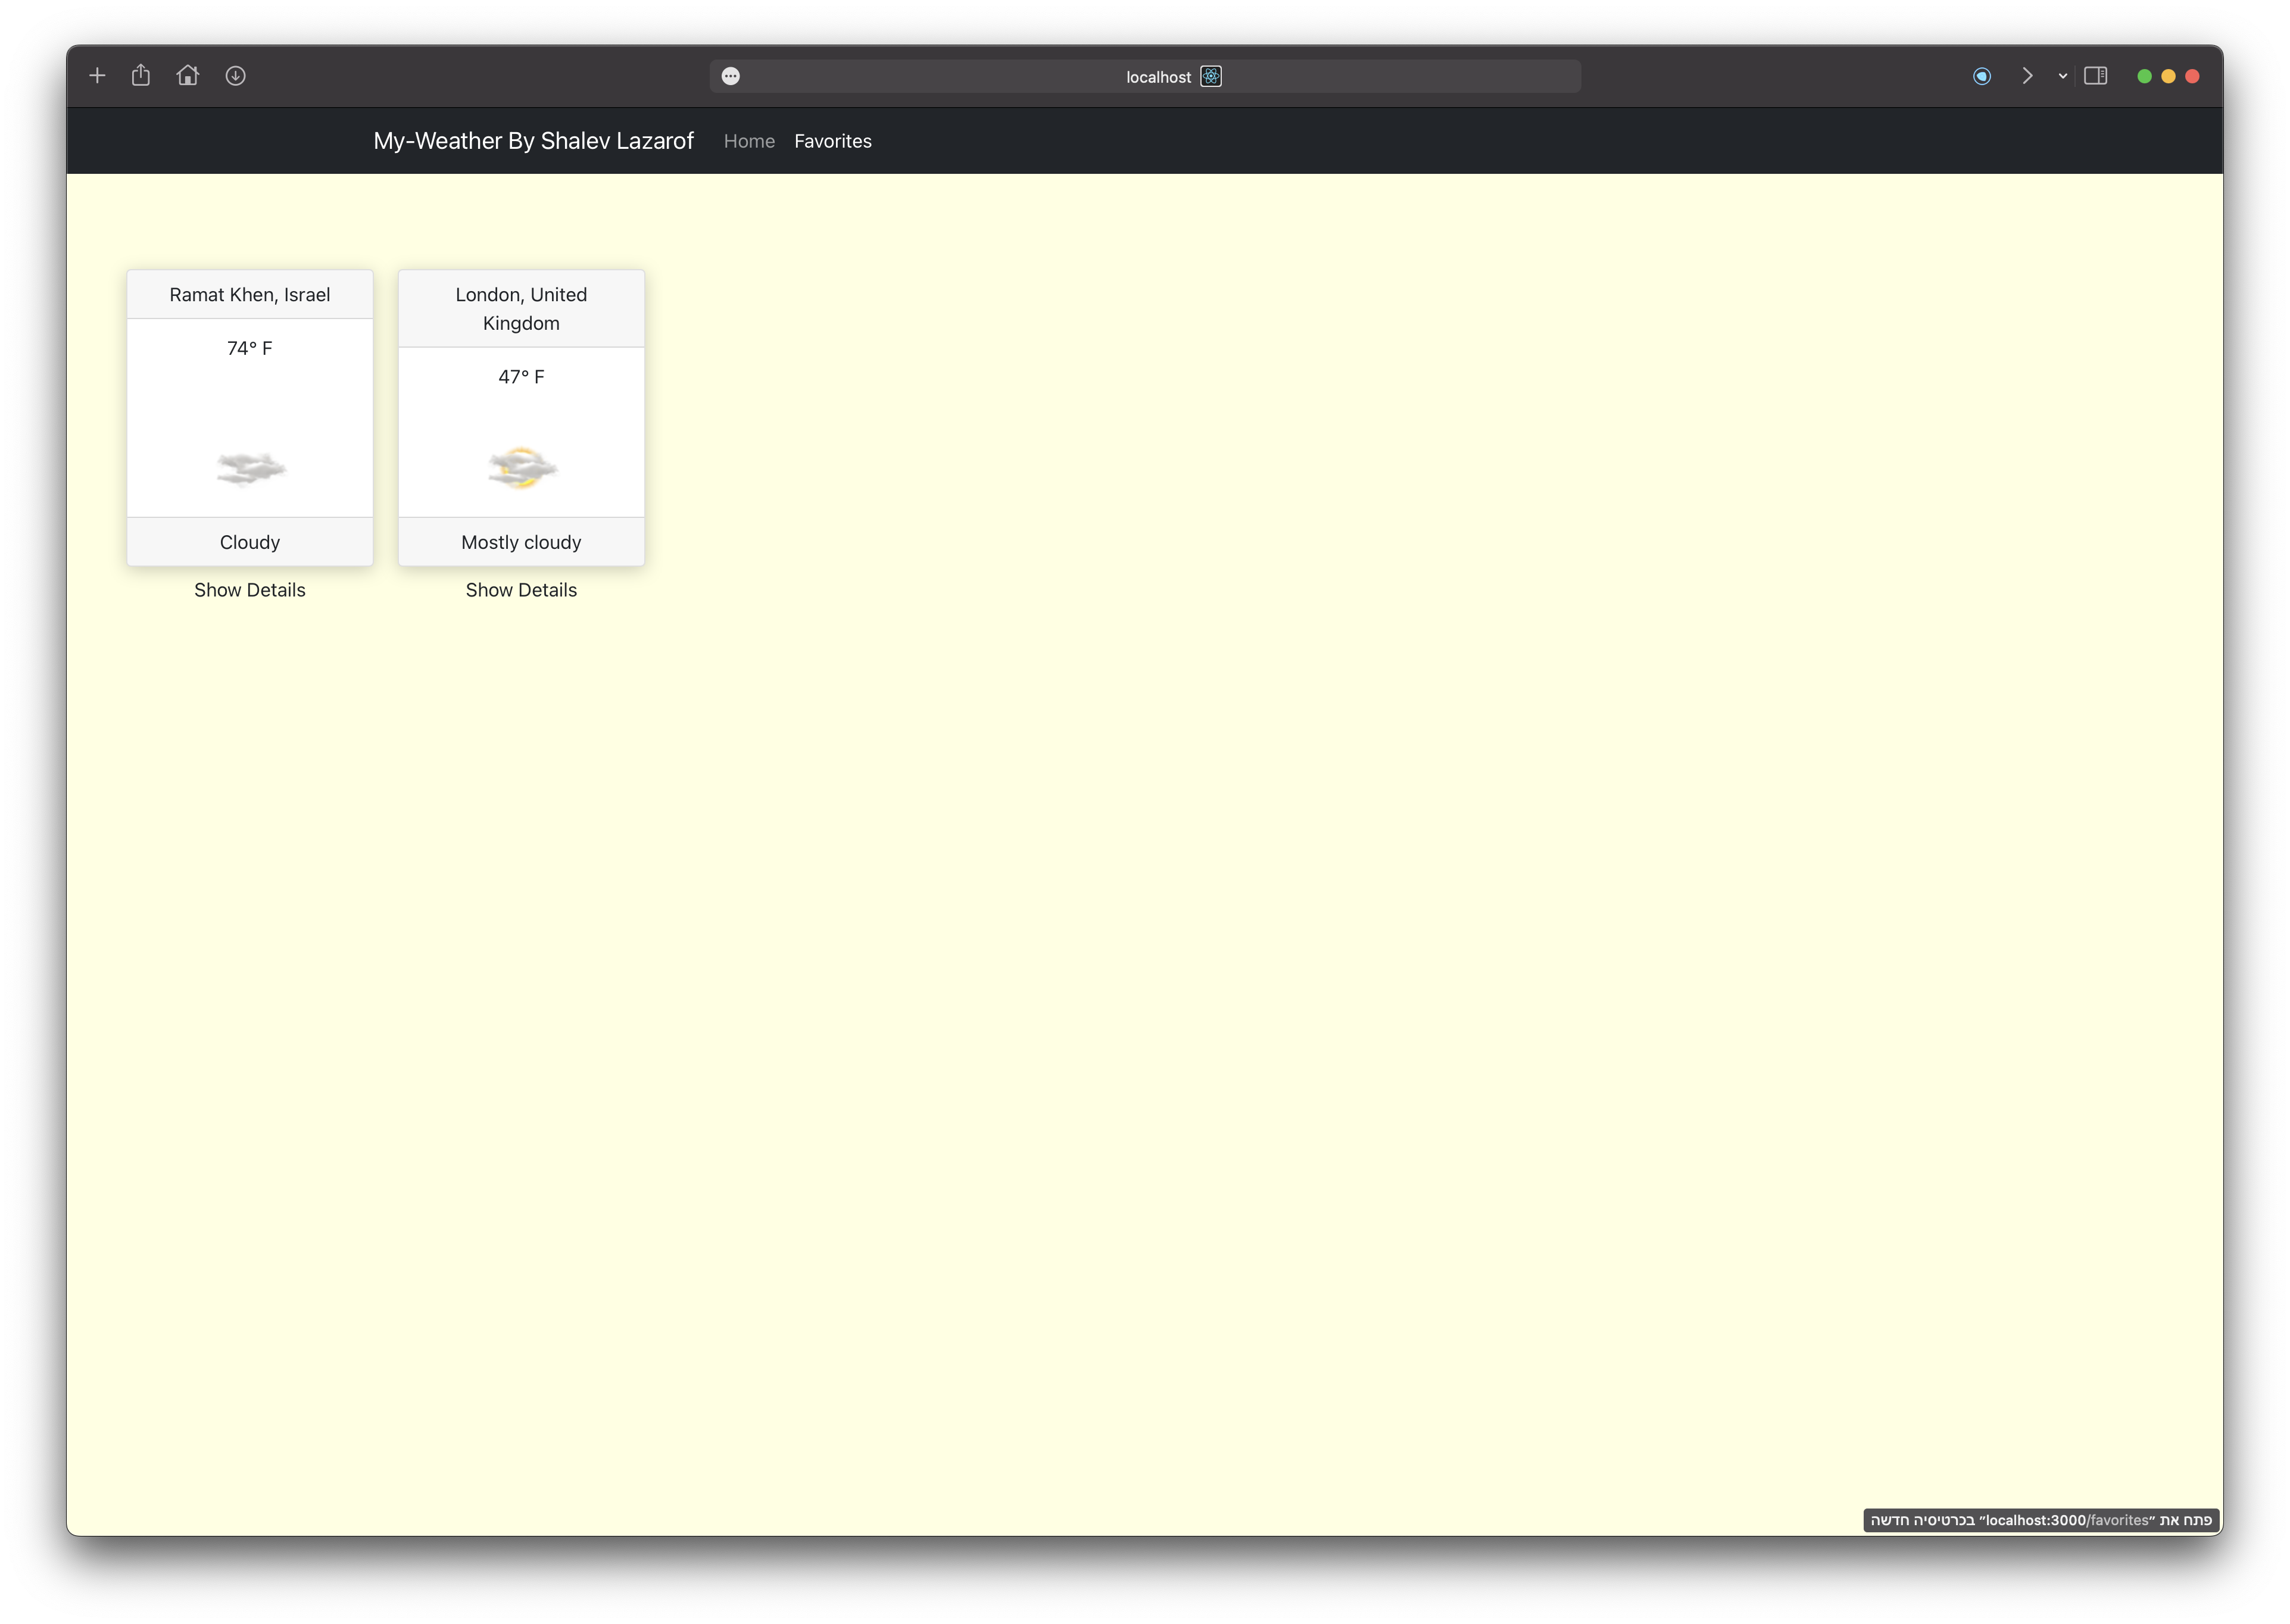 localhost
My-Weather By Shalev Lazarof
Home
Favorites
Ramat Khen, Israel
74° F
Cloudy
Show Details
London, United
Kingdom
47° F
Mostly cloudy
Show Details
פתח את ״localhost:3000/favorites״ בכרטיסיה חדשה